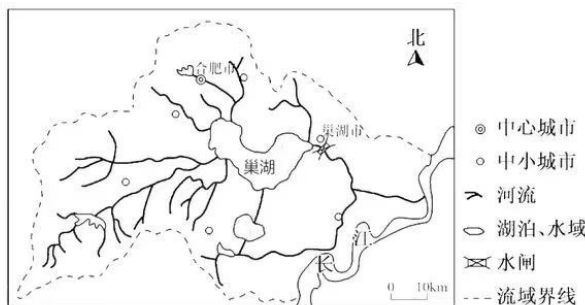 北
合肥市
巢湖市
巢湖
长江
0 10km
中心城市
中小城市
河流
湖泊、水域
水闸
流域界线